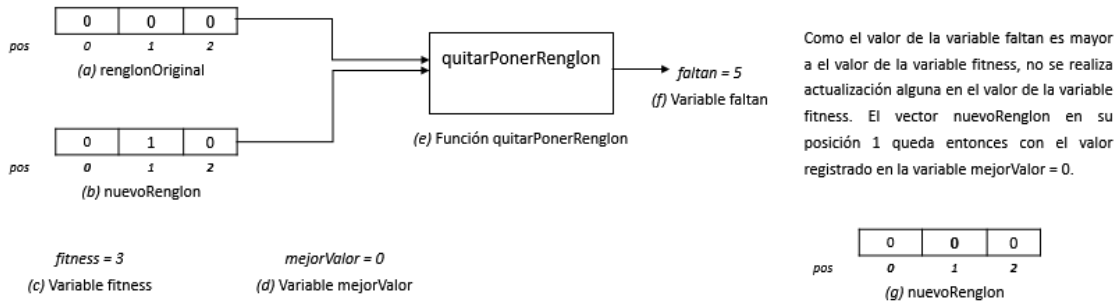 0 0 0
pos 0 1 2
(a) renglonOriginal
0 1 0
pos 0 1 2
(b) nuevoRenglon
fitness = 3
(c) Variable fitness
mejorValor = 0
(d) Variable mejorValor
quitarPonerRenglon
(e) Función quitarPonerRenglon
faltan = 5
(f) Variable faltan
Como el valor de la variable faltan es mayor
a el valor de la variable fitness, no se realiza
actualización alguna en el valor de la variable
fitness. El vector nuevoRenglon en su
posición 1 queda entonces con el valor
registrado en la variable mejorValor = 0.
0 0 0
pos 0 1 2
(g) nuevoRenglon